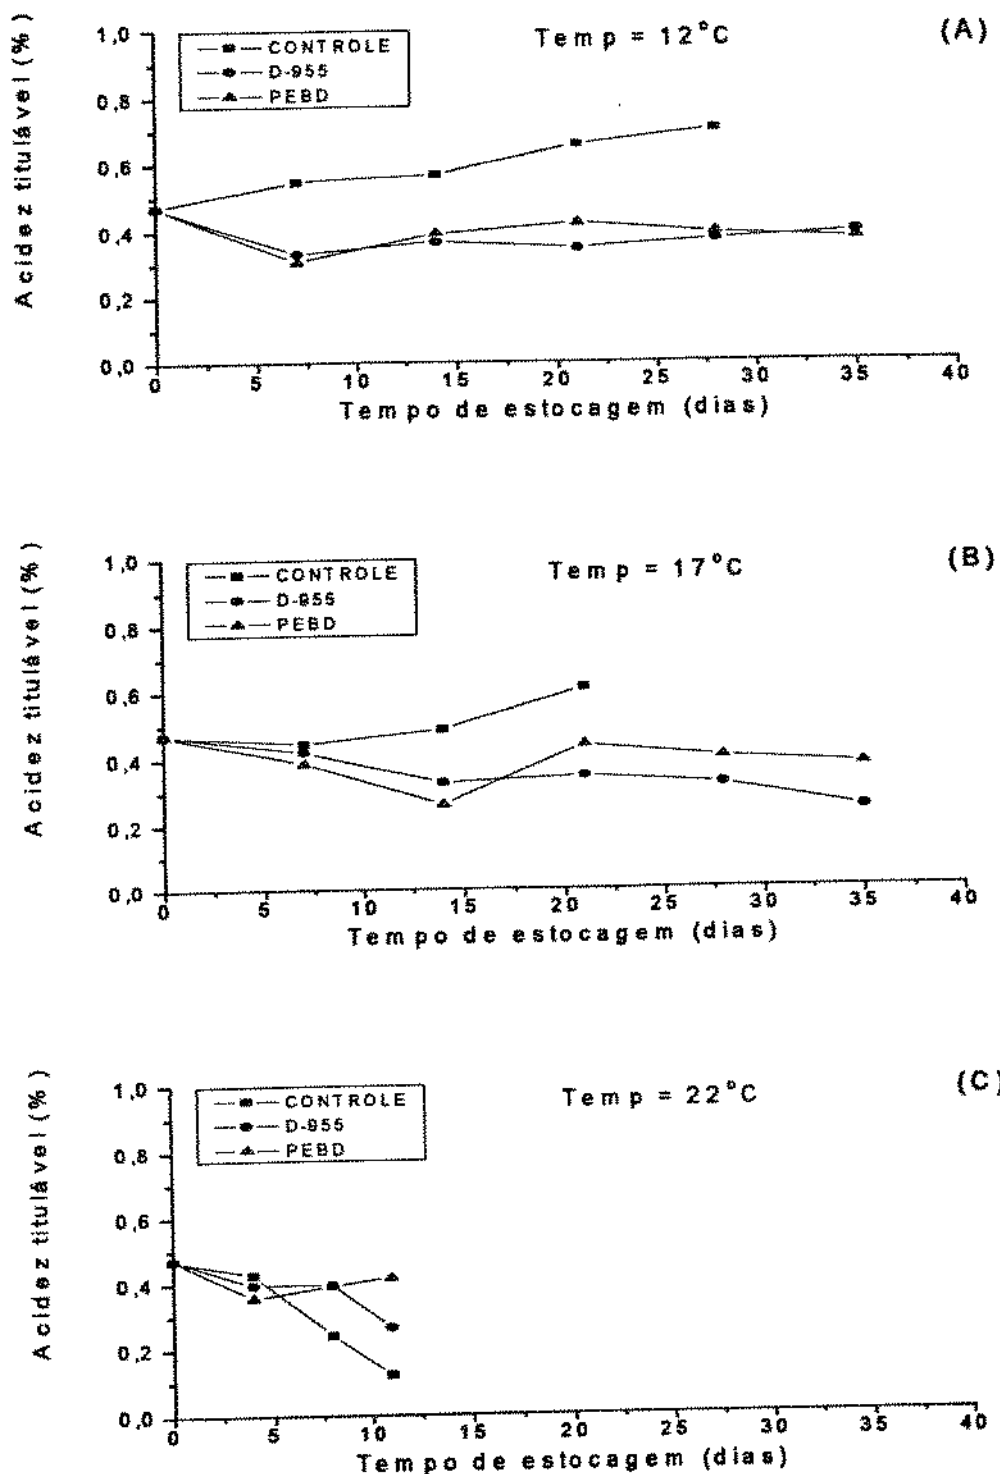 (A)
Temp = 12°C
CONTROLE
D-955
PEBD
Acidez titulável (%)
1,0
0,8
0,6
0,4
0,2
0,0
0 5 10 15 20 25 30 35 40
Tempo de estocagem (dias)
(B)
Temp = 17°C
CONTROLE
D-955
PEBD
Acidez titulável (%)
1,0
0,8
0,6
0,4
0,2
0,0
0 5 10 15 20 25 30 35 40
Tempo de estocagem (dias)
(C)
Temp = 22°C
CONTROLE
D-955
PEBD
Acidez titulável (%)
1,0
0,8
0,6
0,4
0,2
0,0
0 5 10 15 20 25 30 35 40
Tempo de estocagem (dias)